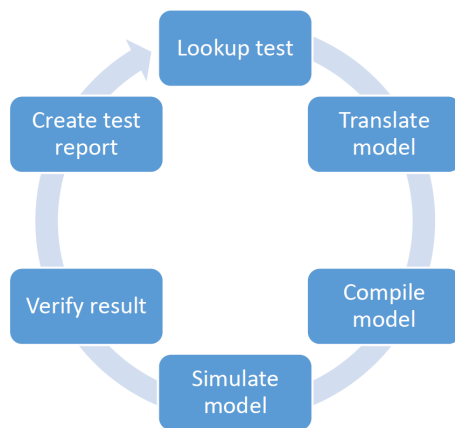 Lookup test
Translate
model
Compile
model
Simulate
model
Verify result
Create test
report